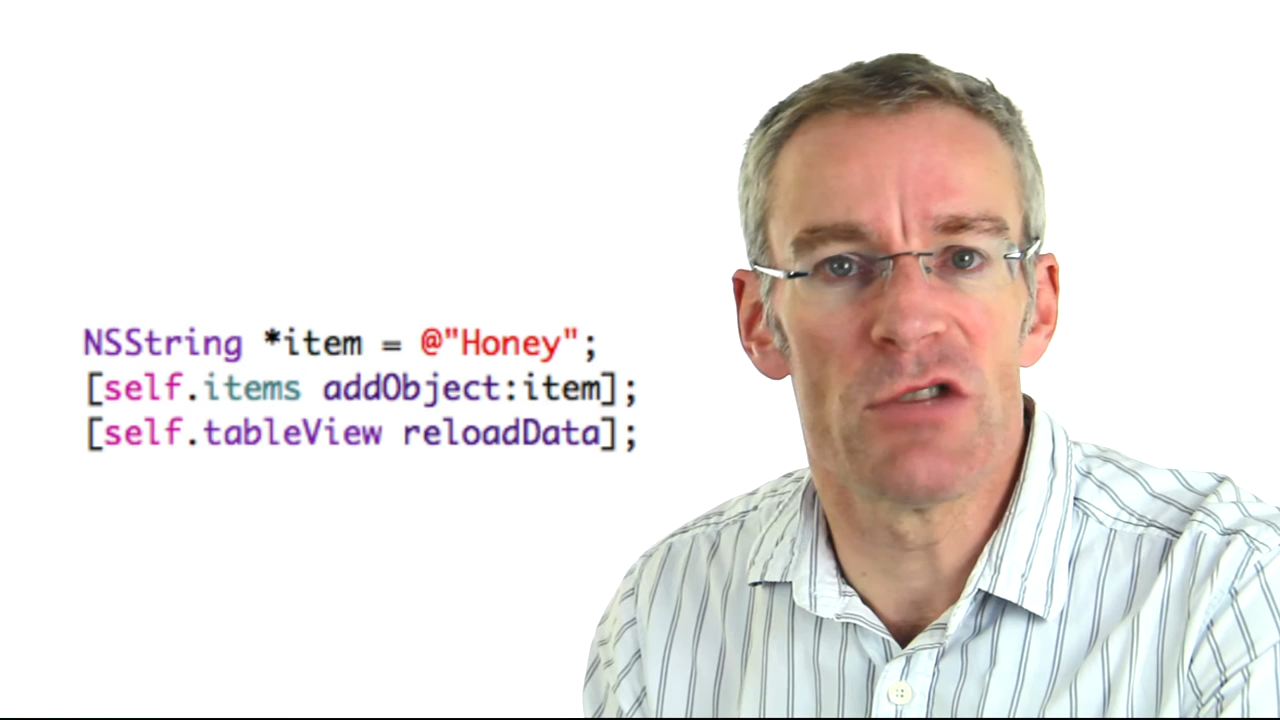 NSString *item = @"Honey";
[self.items addObject:item];
[self.tableView reloadData];